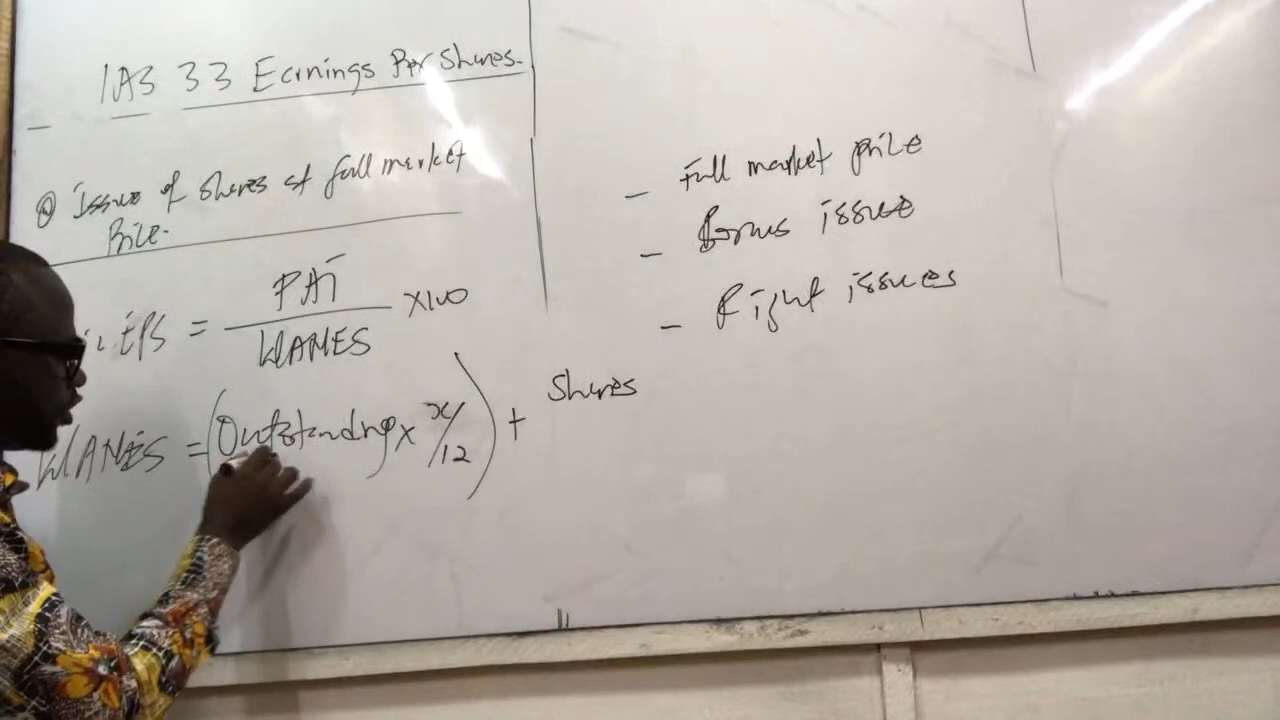 IAS 33 Earnings Per Shares.
@ issue of shares at full market
Price.
EPS = PAT / WANES X100
WANES = (Outstanding x x/12) + Shares
- Full market price
- Bonus issue
- Right issues